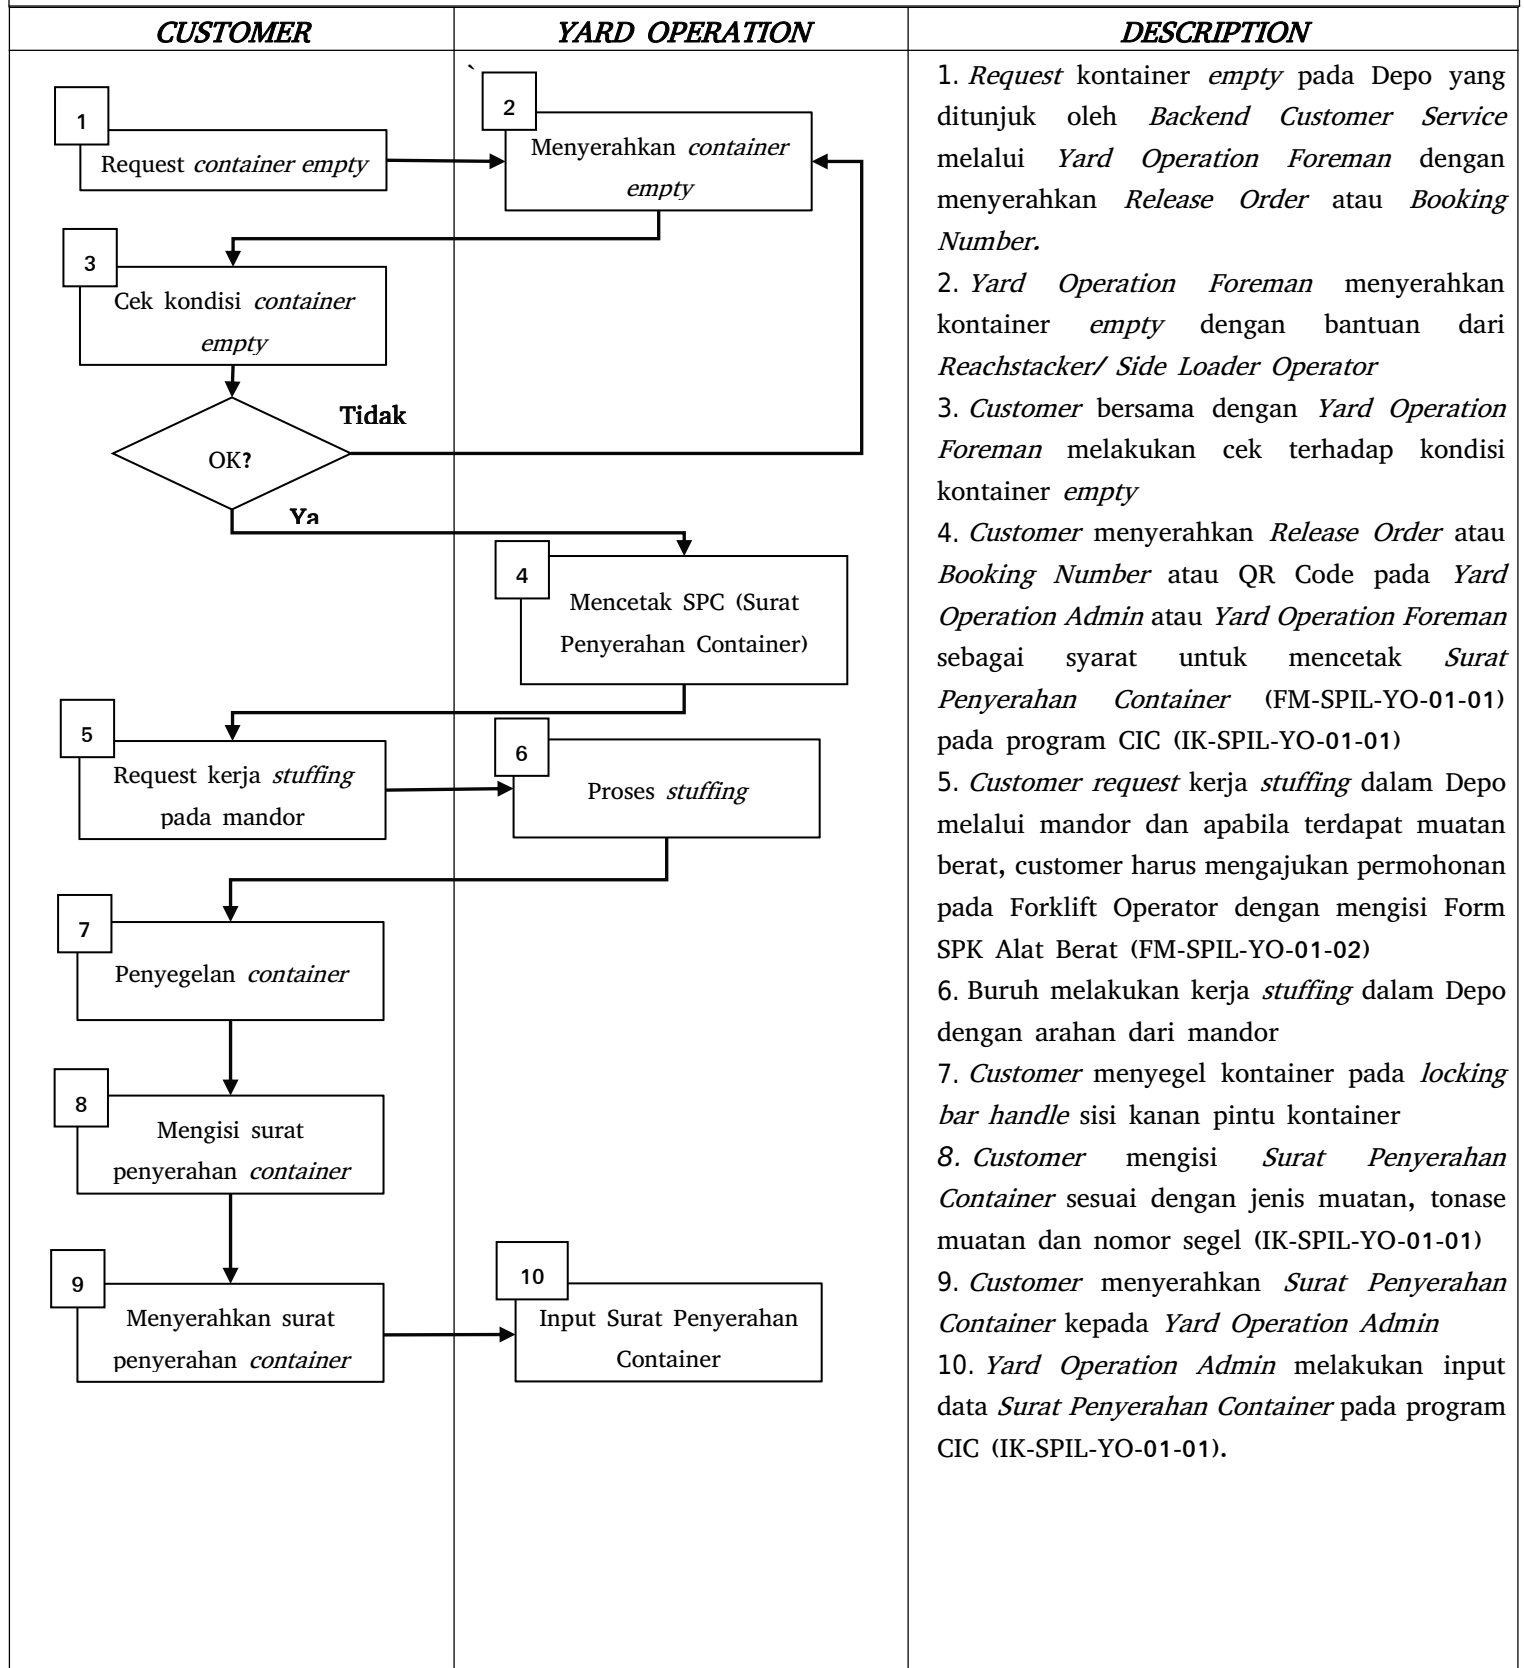 CUSTOMER
YARD OPERATION
DESCRIPTION
1
Request container empty
`
2
Menyerahkan container
empty
3
Cek kondisi container
empty
OK?
Tidak
Ya
4
Mencetak SPC (Surat
Penyerahan Container)
5
Request kerja stuffing
pada mandor
6
Proses stuffing
7
Penyegelan container
8
Mengisi surat
penyerahan container
9
Menyerahkan surat
penyerahan container
10
Input Surat Penyerahan
Container
1. Request kontainer empty pada Depo yang
ditunjuk oleh Backend Customer Service
melalui Yard Operation Foreman dengan
menyerahkan Release Order atau Booking
Number.
2. Yard Operation Foreman menyerahkan
kontainer empty dengan bantuan dari
Reachstacker/ Side Loader Operator
3. Customer bersama dengan Yard Operation
Foreman melakukan cek terhadap kondisi
kontainer empty
4. Customer menyerahkan Release Order atau
Booking Number atau QR Code pada Yard
Operation Admin atau Yard Operation Foreman
sebagai syarat untuk mencetak Surat
Penyerahan Container (FM-SPIL-YO-01-01)
pada program CIC (IK-SPIL-YO-01-01)
5. Customer request kerja stuffing dalam Depo
melalui mandor dan apabila terdapat muatan
berat, customer harus mengajukan permohonan
pada Forklift Operator dengan mengisi Form
SPK Alat Berat (FM-SPIL-YO-01-02)
6. Buruh melakukan kerja stuffing dalam Depo
dengan arahan dari mandor
7. Customer menyegel kontainer pada locking
bar handle sisi kanan pintu kontainer
8. Customer mengisi Surat Penyerahan
Container sesuai dengan jenis muatan, tonase
muatan dan nomor segel (IK-SPIL-YO-01-01)
9. Customer menyerahkan Surat Penyerahan
Container kepada Yard Operation Admin
10. Yard Operation Admin melakukan input
data Surat Penyerahan Container pada program
CIC (IK-SPIL-YO-01-01).